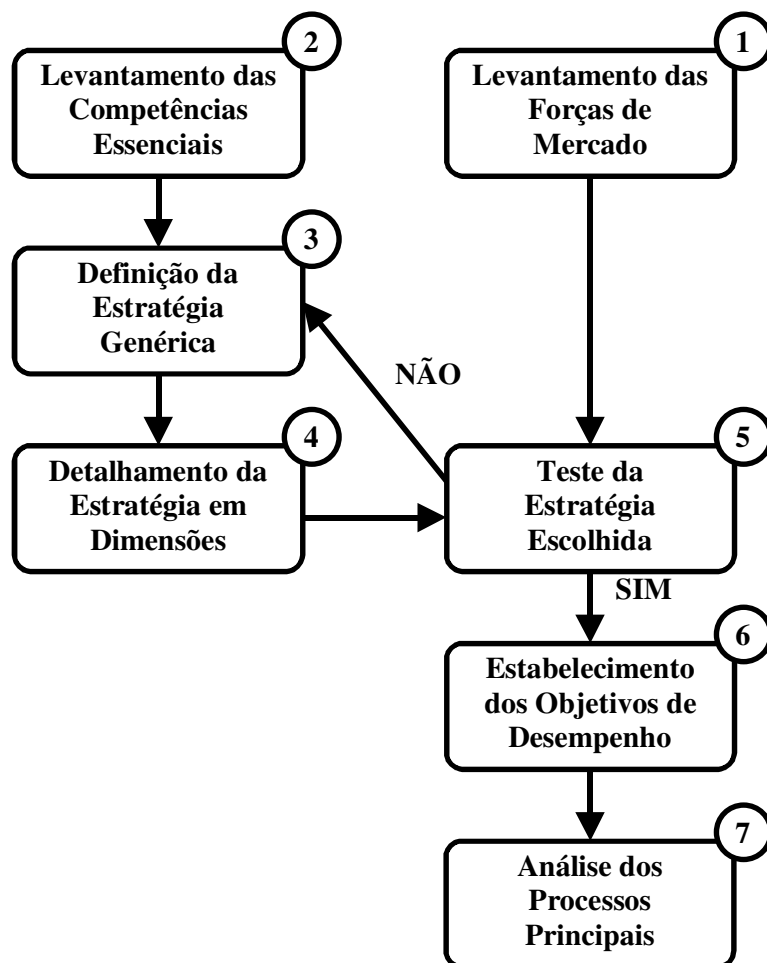 2
Levantamento das
Competências
Essenciais
1
Levantamento das
Forças de
Mercado
3
Definição da
Estratégia
Genérica
NÃO
4
Detalhamento da
Estratégia em
Dimensões
5
Teste da
Estratégia
Escolhida
SIM
6
Estabelecimento
dos Objetivos de
Desempenho
7
Análise dos
Processos
Principais